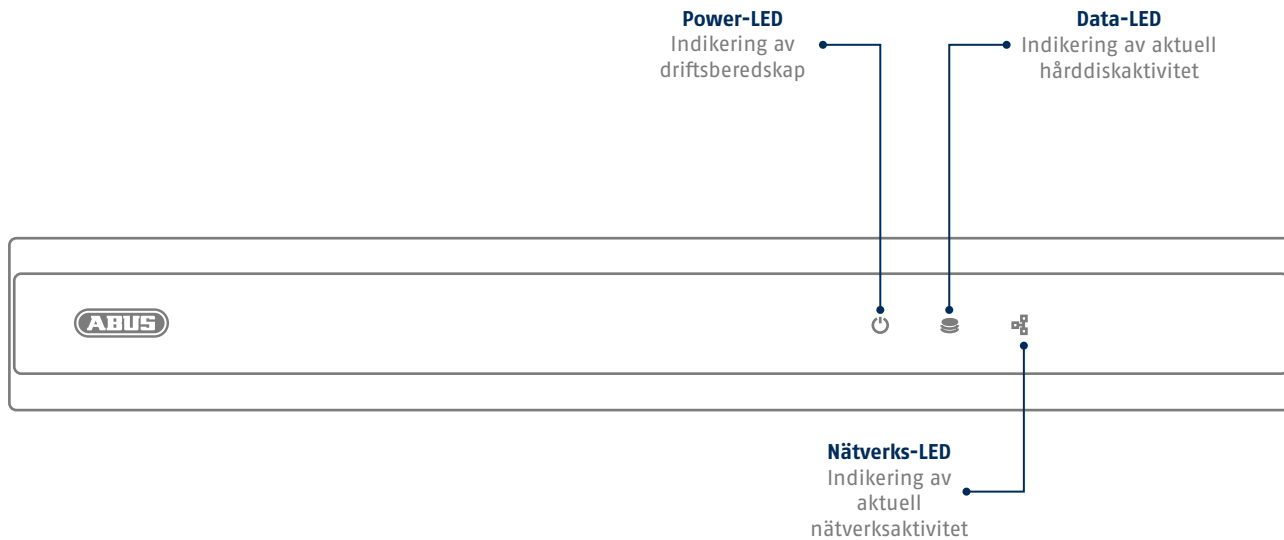 Power-LED
Indikering av
driftsberedskap
Data-LED
Indikering av aktuell
hårddiskaktivitet
ABUS
Nätverks-LED
Indikering av
aktuell
nätverksaktivitet